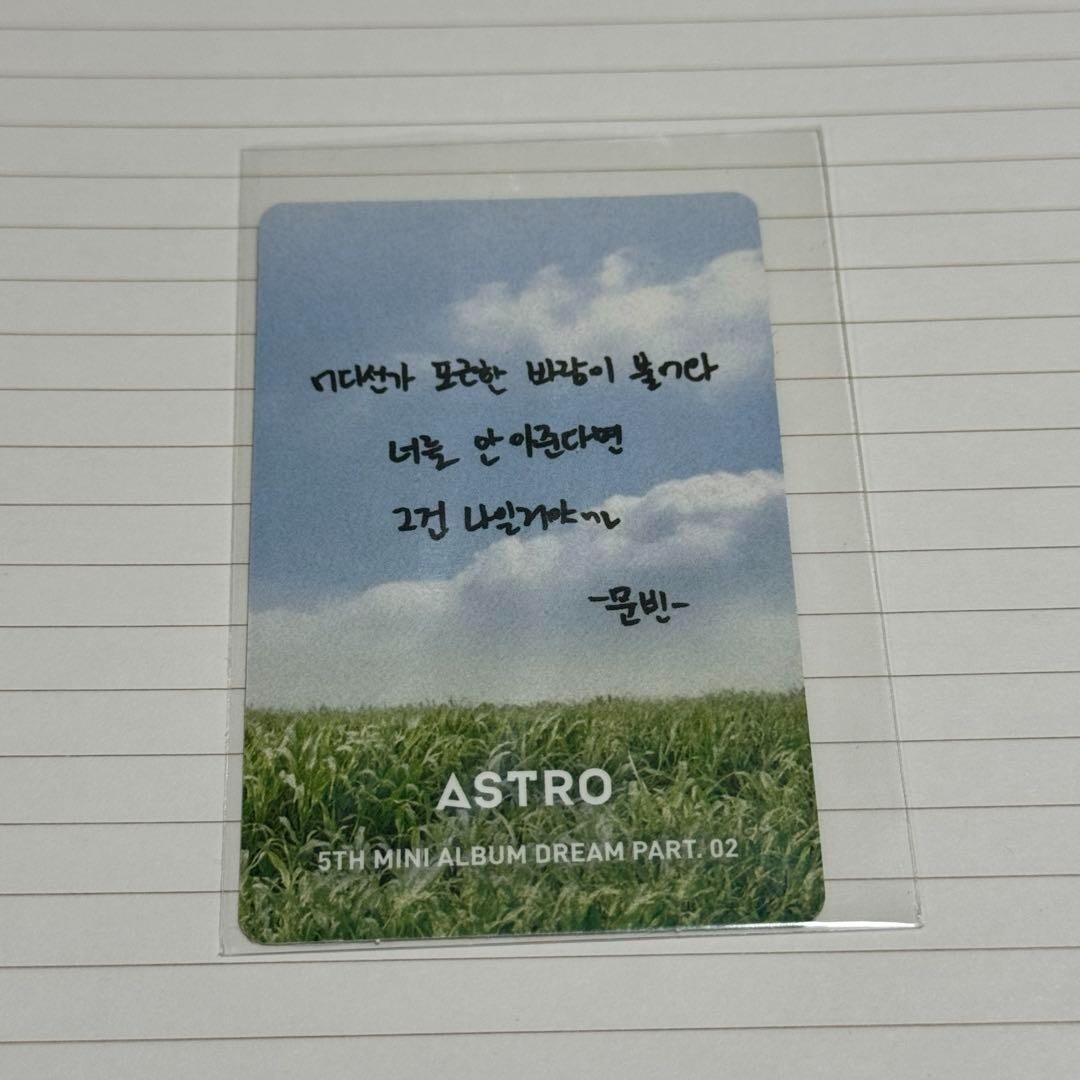 어디선가 포근한 바람이 불어와
너를 안아준다면
그건 나일거야^^
-문빈-
ASTRO
5TH MINI ALBUM DREAM PART. 02